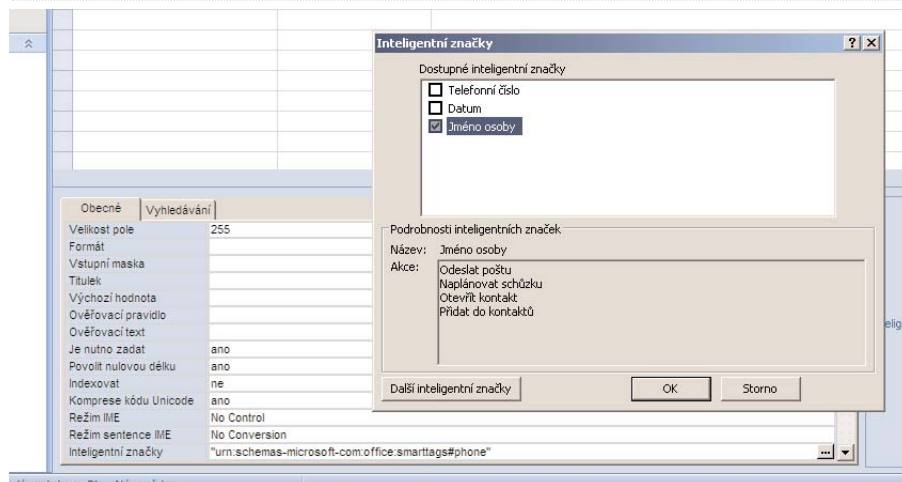 Inteligentní značky
Dostupné inteligentní značky
Telefonní číslo
Datum
Jméno osoby
Podrobnosti inteligentních značek
Název: Jméno osoby
Akce: Odeslat poštu
Naplánovat schůzku
Otevřít kontakt
Přidat do kontaktů
Další inteligentní značky
OK
Storno
Obecné
Vyhledávání
Velikost pole 255
Formát
Vstupní maska
Titulek
Výchozí hodnota
Ověřovací pravidlo
Ověřovací text
Je nutno zadat ano
Povolit nulovou délku ano
Indexovat ne
Komprese kódu Unicode ano
Režim IME No Control
Režim sentence IME No Conversion
Inteligentní značky "urn:schemas-microsoft-com:office:smarttags#phone"
elig